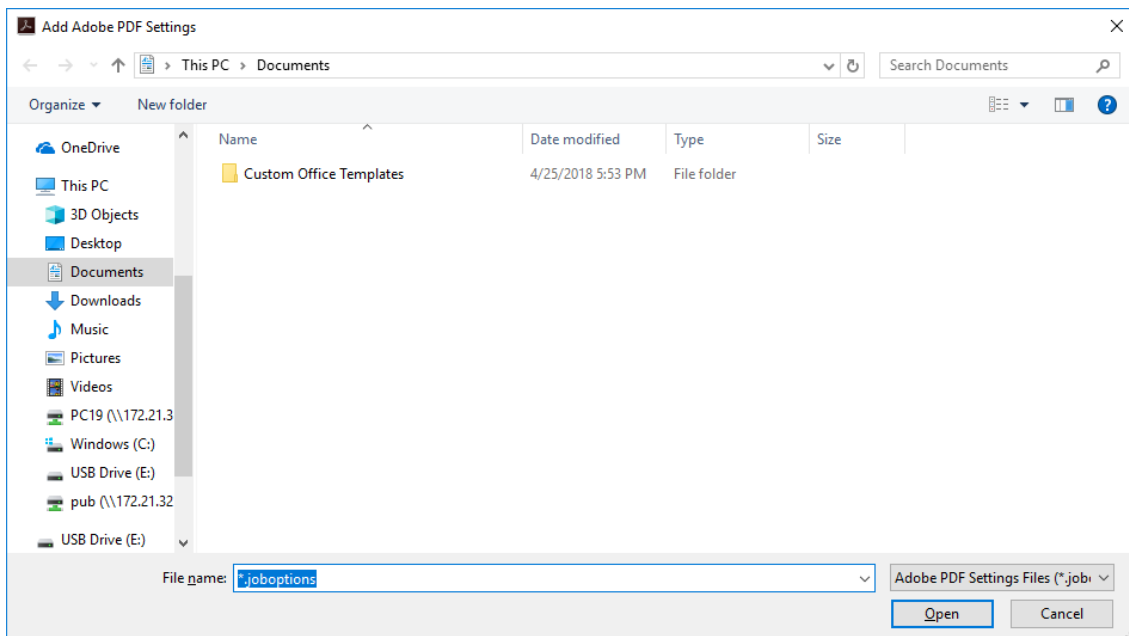 Add Adobe PDF Settings
This PC > Documents
Search Documents
Organize
New folder
Name
Date modified
Type
Size
OneDrive
This PC
3D Objects
Desktop
Documents
Downloads
Music
Pictures
Videos
PC19 (\\172.21.3
Windows (C:)
USB Drive (E:)
pub (\\172.21.32
USB Drive (E:)
Custom Office Templates
4/25/2018 5:53 PM
File folder
File name:
*.joboptions
Adobe PDF Settings Files (*.job
Open
Cancel